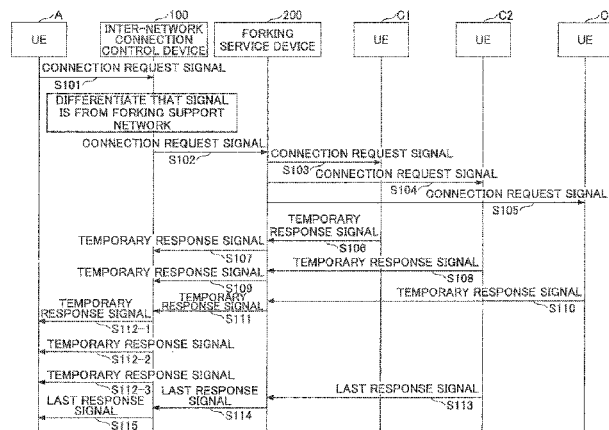 A
100
200
C1
C2
UE
INTER-NETWORK
CONNECTION
CONTROL DEVICE
FORKING
SERVICE DEVICE
UE
UE
UE
CONNECTION REQUEST SIGNAL
S101
DIFFERENTIATE THAT SIGNAL
IS FROM FORKING SUPPORT
NETWORK
CONNECTION REQUEST SIGNAL
S102
CONNECTION REQUEST SIGNAL
S103
CONNECTION REQUEST SIGNAL
S104
CONNECTION REQUEST SIGNAL
S105
TEMPORARY
RESPONSE SIGNAL
S106
TEMPORARY RESPONSE SIGNAL
S107
TEMPORARY RESPONSE SIGNAL
S108
TEMPORARY RESPONSE SIGNAL
S109
TEMPORARY RESPONSE SIGNAL
S110
TEMPORARY
RESPONSE SIGNAL
S111
TEMPORARY
RESPONSE SIGNAL
S112-1
TEMPORARY RESPONSE SIGNAL
S112-2
TEMPORARY RESPONSE SIGNAL
S112-3
LAST RESPONSE SIGNAL
S113
LAST RESPONSE
SIGNAL
S114
LAST RESPONSE
SIGNAL
S115